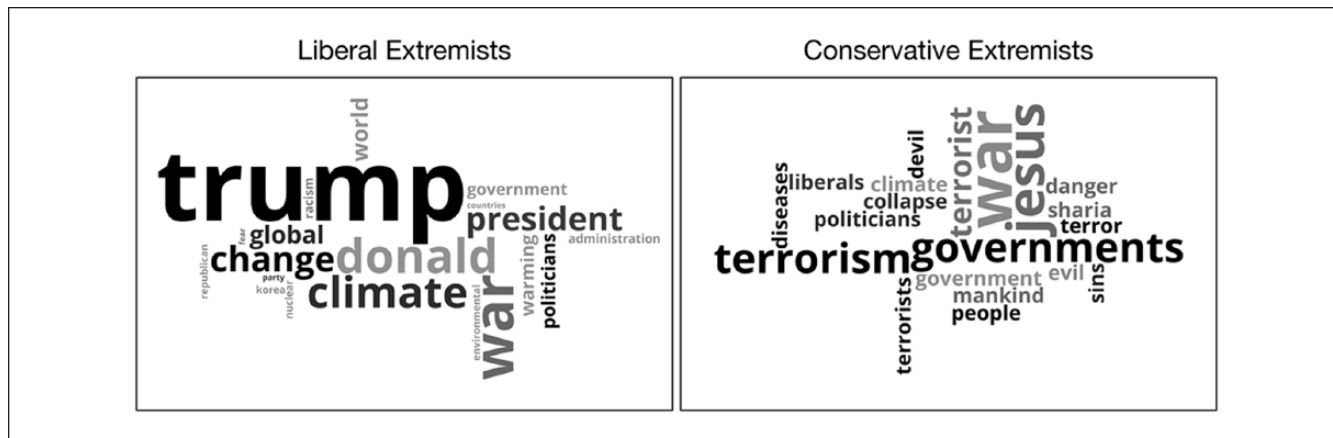 Liberal Extremists
world
trump
racism
government
countries
president
fear
global
administration
republican
change
donald
warming
politicians
party
climate
korea
nuclear
environmental
war
Conservative Extremists
devil
terrorist
war
jesus
diseases
liberals
climate
danger
collapse
sharia
politicians
terror
terrorism
governments
government
evil
sins
mankind
terrorists
people